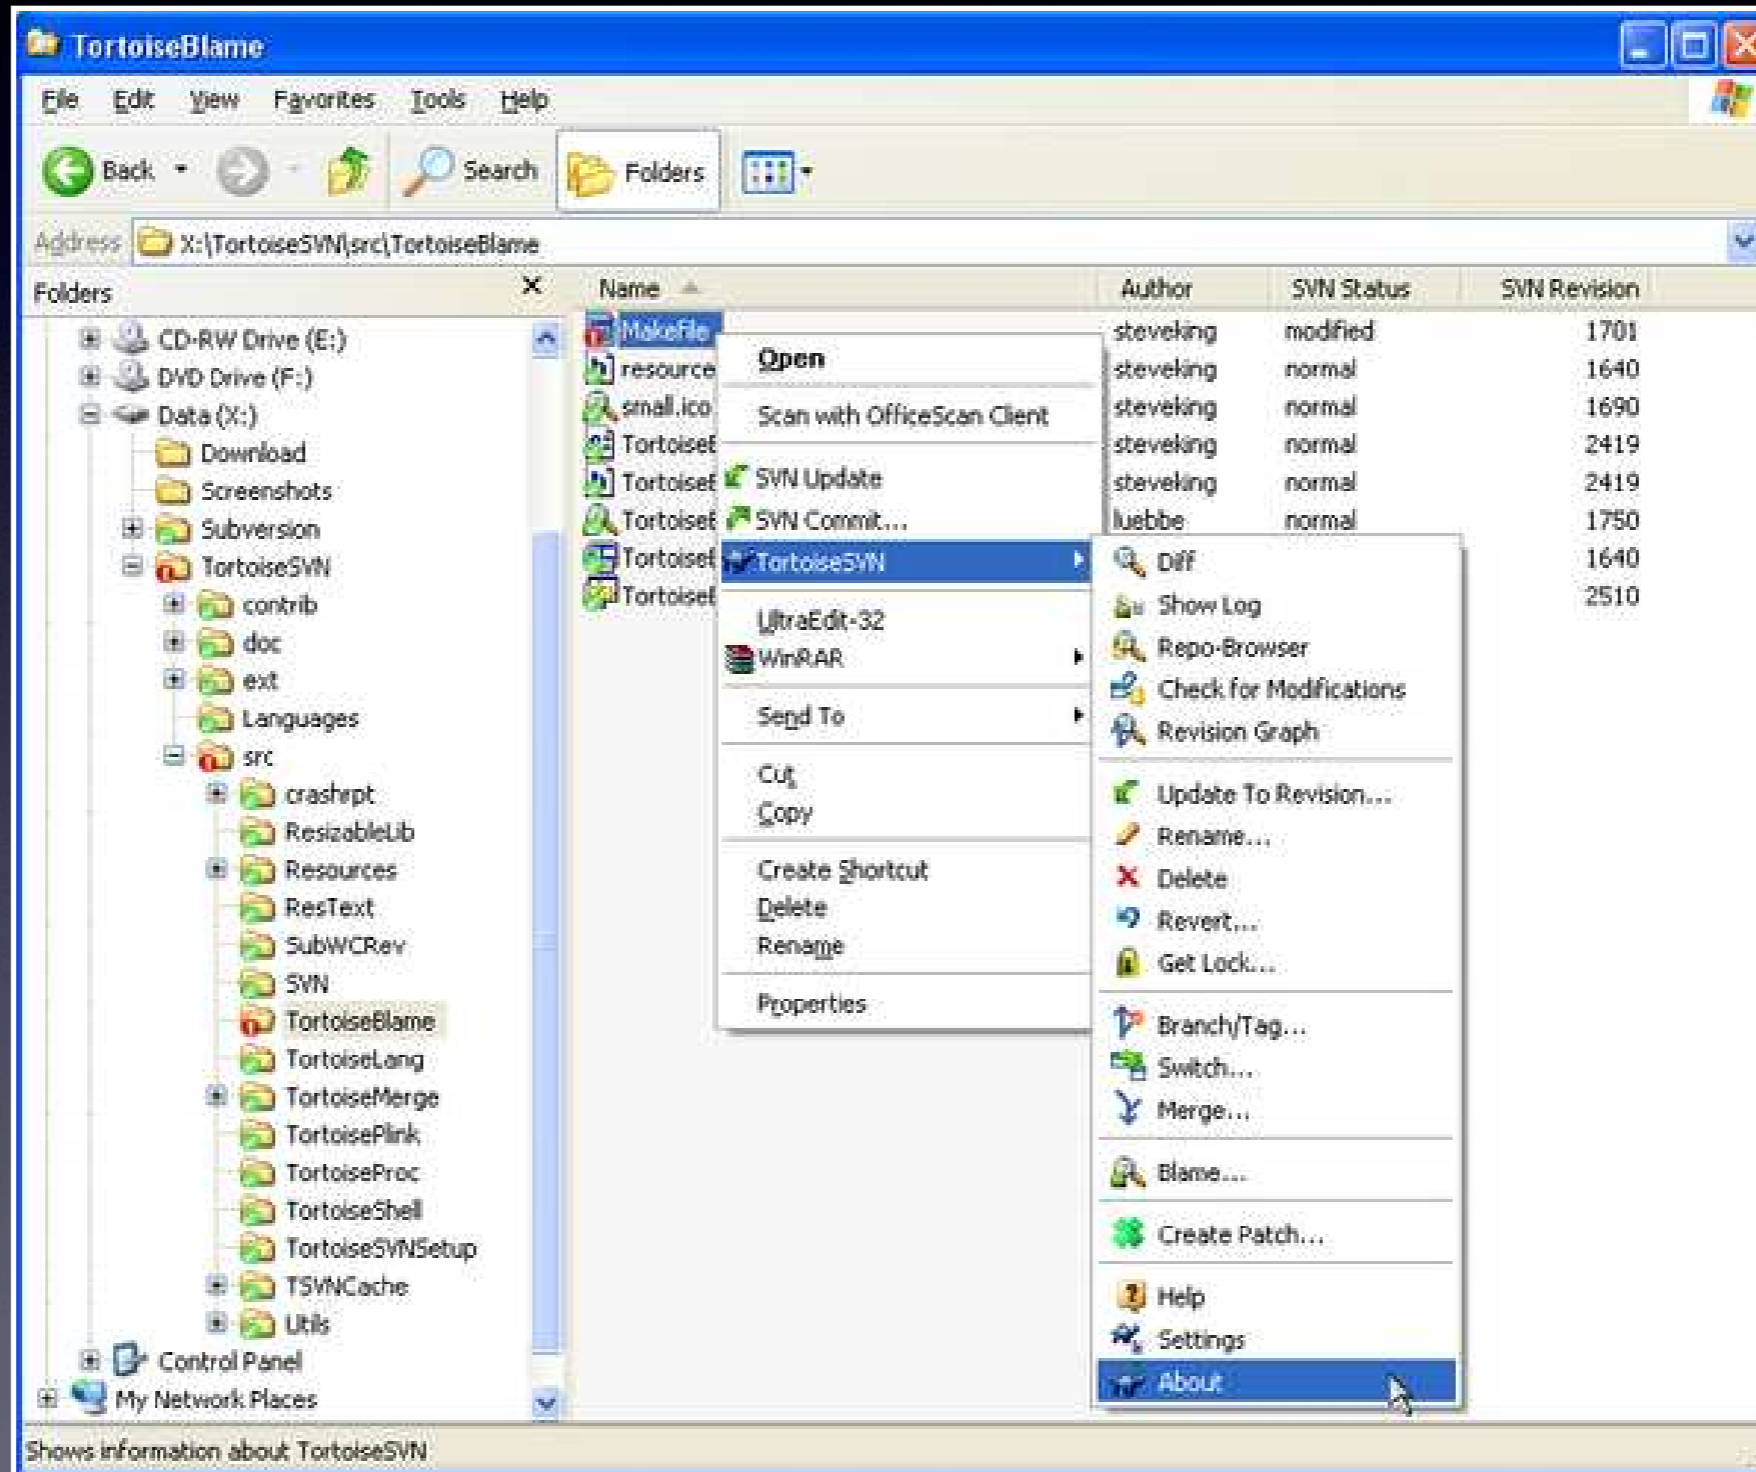 TortoiseBlame
File Edit View Favorites Tools Help
Back Search Folders
Address X:\TortoiseSVN\src\TortoiseBlame
Folders
CD-RW Drive (E:)
DVD Drive (F:)
Data (X:)
Download
Screenshots
Subversion
TortoiseSVN
contrib
doc
ext
Languages
src
crashrpt
ResizableLib
Resources
ResText
SubWCRev
SVN
TortoiseBlame
TortoiseLang
TortoiseMerge
TortoisePlink
TortoiseProc
TortoiseShell
TortoiseSVNSetup
TSVNCache
Utils
Control Panel
My Network Places
Name Author SVN Status SVN Revision
MakeFile steveking modified 1701
resource steveking normal 1640
small.ico steveking normal 1690
steveking normal 2419
steveking normal 2419
luebbe normal 1750
1640
2510
Open
Scan with OfficeScan Client
SVN Update
SVN Commit...
TortoiseSVN
UltraEdit-32
WinRAR
Send To
Cut
Copy
Create Shortcut
Delete
Rename
Properties
Diff
Show Log
Repo-Browser
Check for Modifications
Revision Graph
Update To Revision...
Rename...
Delete
Revert...
Get Lock...
Branch/Tag...
Switch...
Merge...
Blame...
Create Patch...
Help
Settings
About
Shows information about TortoiseSVN